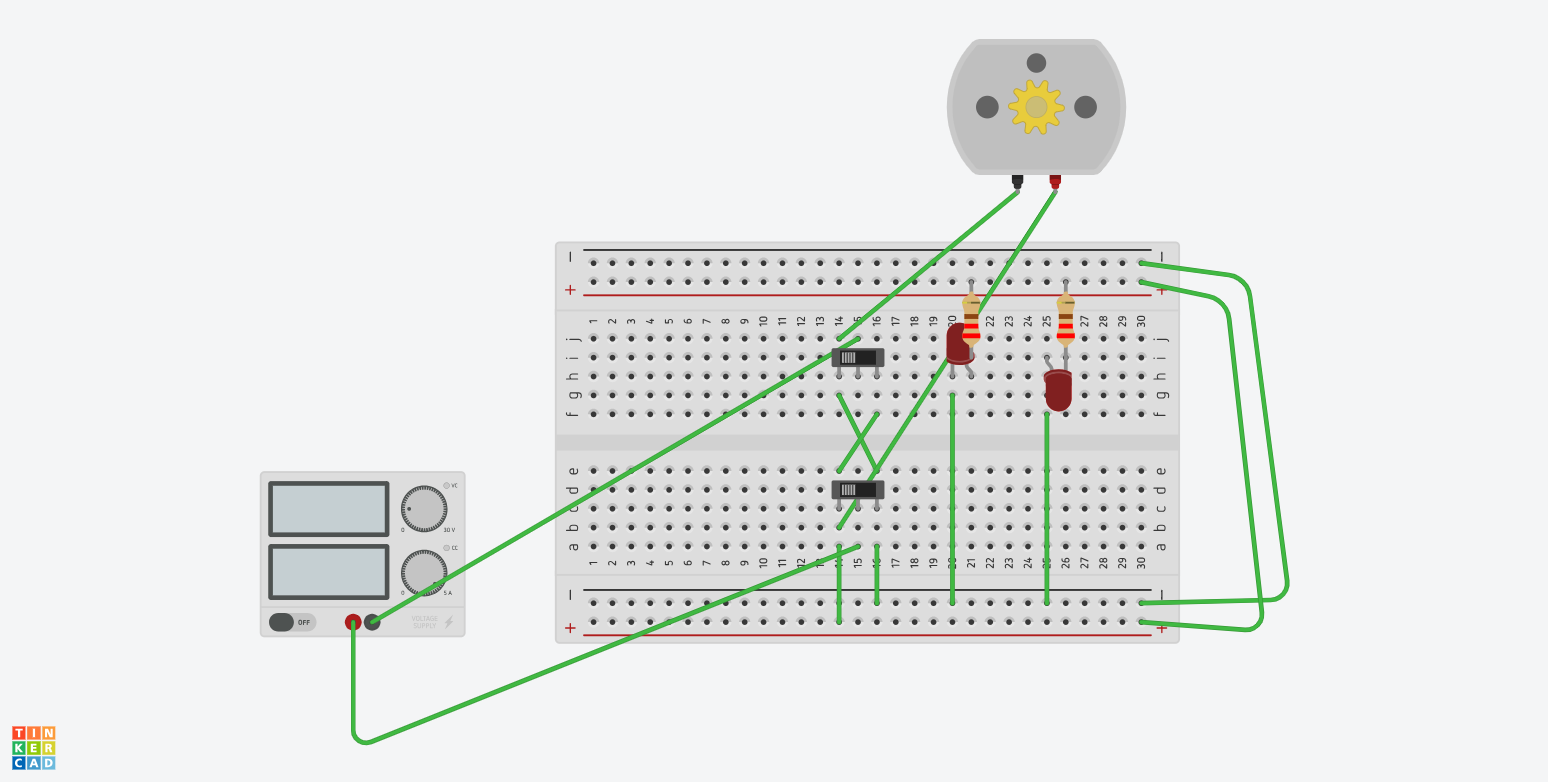 − −
+ +
1 2 3 4 5 6 7 8 9 10 11 12 13 14 15 16 17 18 19 20 22 23 24 25 26 27 28 29 30
j j
i i
h h
g g
f f
e e
d d
c c
b b
a a
1 2 3 4 5 6 7 8 9 10 11 12 13 14 15 16 17 18 19 20 21 22 23 24 25 26 27 28 29 30
− −
+ +
VC
0 30 V
CC
0 5 A
OFF
VOLTAGE
SUPPLY
TIN
KER
CAD